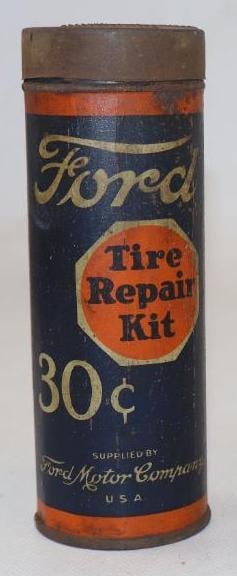 Ford
Tire
Repair
Kit
30¢
SUPPLIED BY
Ford Motor Company
U.S.A.